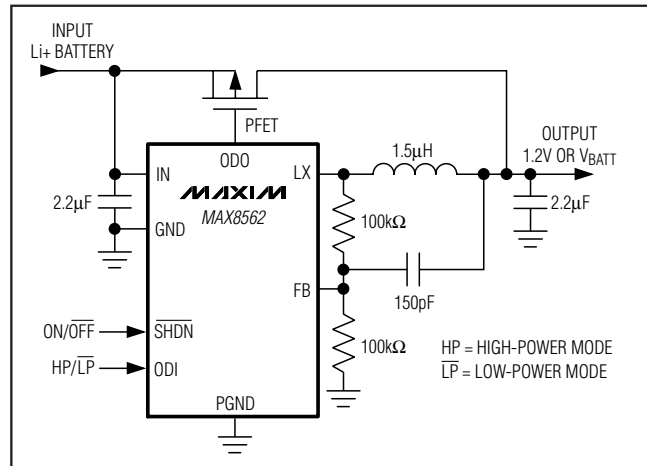 INPUT
Li+ BATTERY
PFET
ODO
IN
LX
1.5μH
OUTPUT
1.2V OR VBATT
2.2μF
MAXIM
MAX8562
100kΩ
2.2μF
GND
FB
150pF
ON/OFF
SHDN
100kΩ
HP = HIGH-POWER MODE
HP/LP
ODI
LP = LOW-POWER MODE
PGND